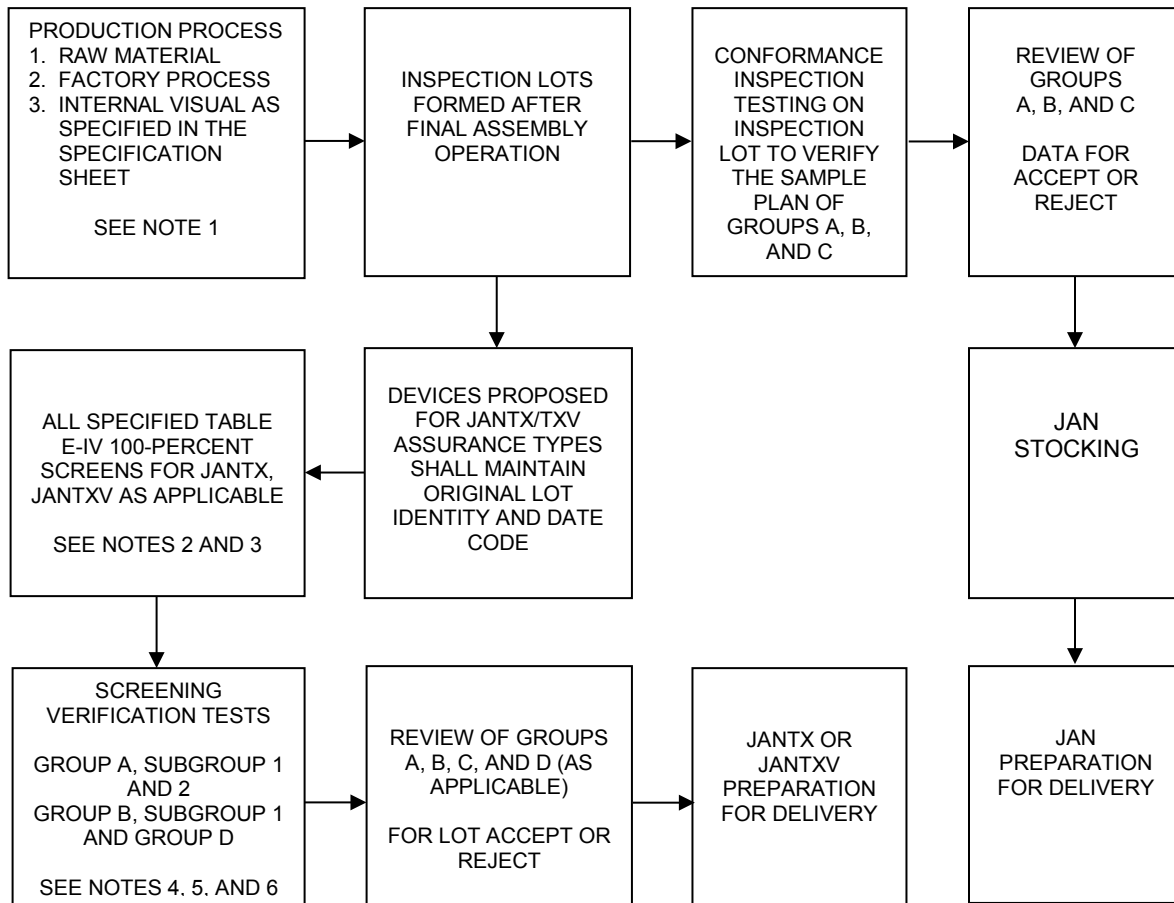 PRODUCTION PROCESS
1. RAW MATERIAL
2. FACTORY PROCESS
3. INTERNAL VISUAL AS
SPECIFIED IN THE
SPECIFICATION
SHEET
SEE NOTE 1
INSPECTION LOTS
FORMED AFTER
FINAL ASSEMBLY
OPERATION
CONFORMANCE
INSPECTION
TESTING ON
INSPECTION
LOT TO VERIFY
THE SAMPLE
PLAN OF
GROUPS A, B,
AND C
REVIEW OF
GROUPS
A, B, AND C
DATA FOR
ACCEPT OR
REJECT
ALL SPECIFIED TABLE
E-IV 100-PERCENT
SCREENS FOR JANTX,
JANTXV AS APPLICABLE
SEE NOTES 2 AND 3
DEVICES PROPOSED
FOR JANTX/TXV
ASSURANCE TYPES
SHALL MAINTAIN
ORIGINAL LOT
IDENTITY AND DATE
CODE
JAN
STOCKING
SCREENING
VERIFICATION TESTS
GROUP A, SUBGROUP 1
AND 2
GROUP B, SUBGROUP 1
AND GROUP D
SEE NOTES 4, 5, AND 6
REVIEW OF GROUPS
A, B, C, AND D (AS
APPLICABLE)
FOR LOT ACCEPT OR
REJECT
JANTX OR
JANTXV
PREPARATION
FOR DELIVERY
JAN
PREPARATION
FOR DELIVERY